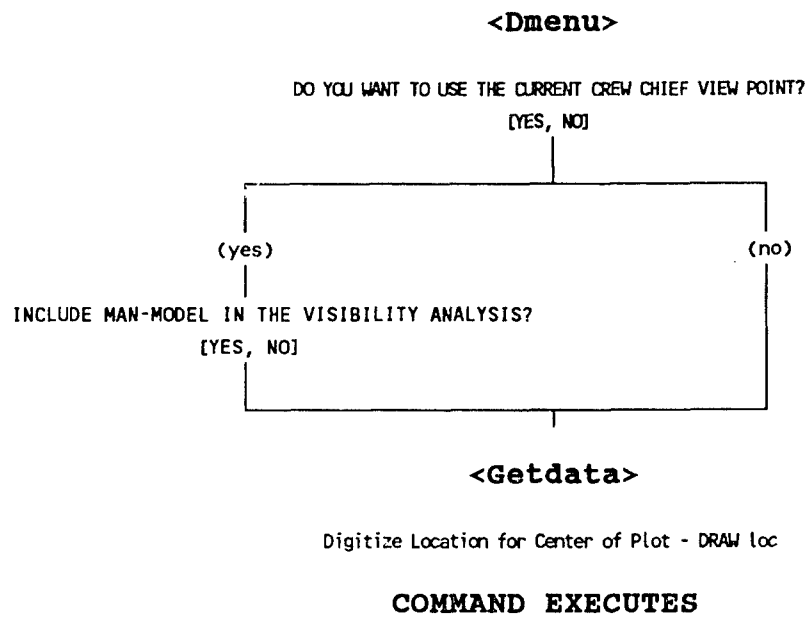 <Dmenu>
DO YOU WANT TO USE THE CURRENT CREW CHIEF VIEW POINT?
[YES, NO]
(yes)
(no)
INCLUDE MAN-MODEL IN THE VISIBILITY ANALYSIS?
[YES, NO]
<Getdata>
Digitize Location for Center of Plot - DRAW loc
COMMAND EXECUTES